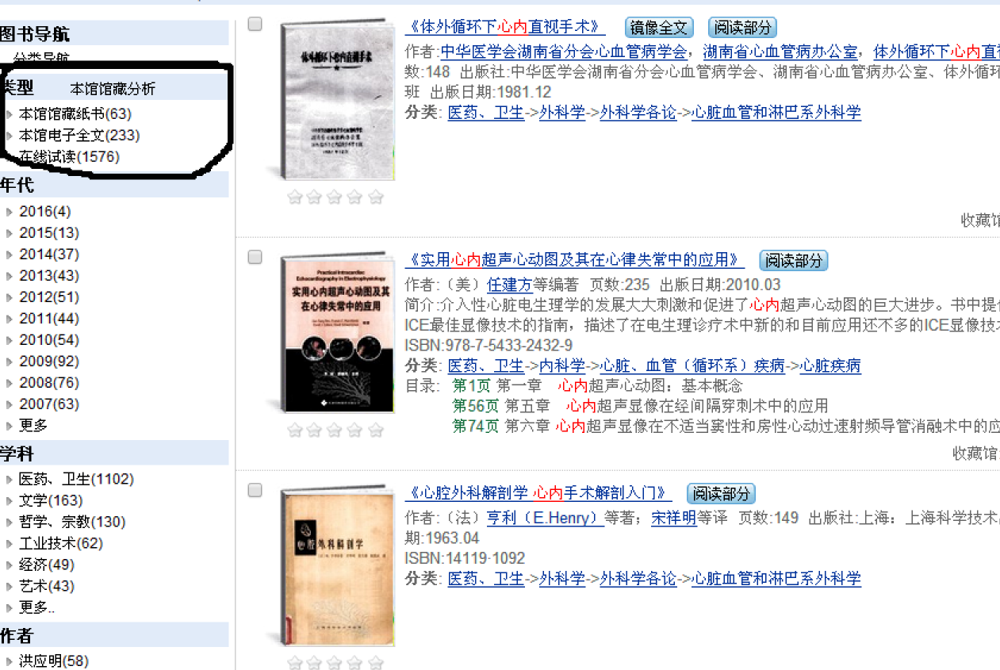 图书导航
分类导航
类型 本馆馆藏分析
本馆馆藏纸书(63)
本馆电子全文(233)
在线试读(1576)
年代
2016(4)
2015(13)
2014(37)
2013(43)
2012(51)
2011(44)
2010(54)
2009(92)
2008(76)
2007(63)
更多
学科
医药、卫生(1102)
文学(163)
哲学、宗教(130)
工业技术(62)
经济(49)
艺术(43)
更多..
作者
洪应明(58)
体外循环下心内直视手术
《体外循环下心内直视手术》 镜像全文 阅读部分
作者:中华医学会湖南省分会心血管病学会，湖南省心血管病办公室，体外循环下心内直
数:148 出版社:中华医学会湖南省分会心血管病学会、湖南省心血管病办公室、体外循环
班 出版日期:1981.12
分类: 医药、卫生->外科学->外科学各论->心脏血管和淋巴系外科学
收藏馆
Practical Intracardiac
Echocardiography in Electrophysiology
实用心内超声心动图及其
在心律失常中的应用
《实用心内超声心动图及其在心律失常中的应用》 阅读部分
作者:（美）任建方等编著 页数:235 出版日期:2010.03
简介:介入性心脏电生理学的发展大大刺激和促进了心内超声心动图的巨大进步。书中提
ICE最佳显像技术的指南，描述了在电生理诊疗术中新的和目前应用还不多的ICE显像技
ISBN:978-7-5433-2432-9
分类: 医药、卫生->内科学->心脏、血管（循环系）疾病->心脏疾病
目录: 第1页 第一章 心内超声心动图：基本概念
第56页 第五章 心内超声显像在经间隔穿刺术中的应用
第74页 第六章 心内超声显像在不适当窦性和房性心动过速射频导管消融术中的应
收藏馆
心腔外科解剖学
《心腔外科解剖学 心内手术解剖入门》 阅读部分
作者:（法）亨利（E.Henry）等著；宋祥明等译 页数:149 出版社:上海：上海科学技术
期:1963.04
ISBN:14119·1092
分类: 医药、卫生->外科学->外科学各论->心脏血管和淋巴系外科学